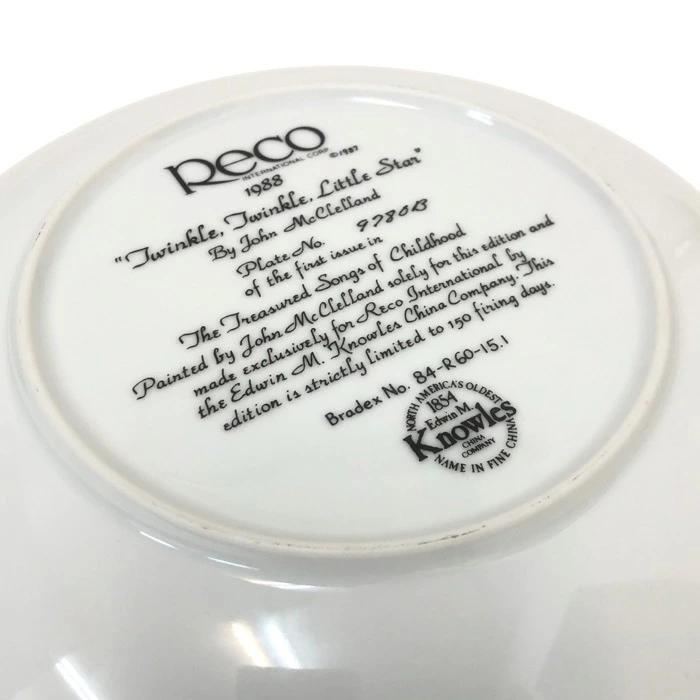 Reco
INTERNATIONAL CORP. ©1987
1988
"Twinkle, Twinkle, Little Star"
By John McClelland
Plate No. 9780B
of the first issue in
The Treasured Songs of Childhood
Painted by John McClelland solely for this edition and
made exclusively for Reco International by
the Edwin M. Knowles China Company. This
edition is strictly limited to 150 firing days.
Bradex No. 84-R60-15.1
NORTH AMERICA'S OLDEST
1854
Edwin M.
Knowles
CHINA
COMPANY
NAME IN FINE CHINA